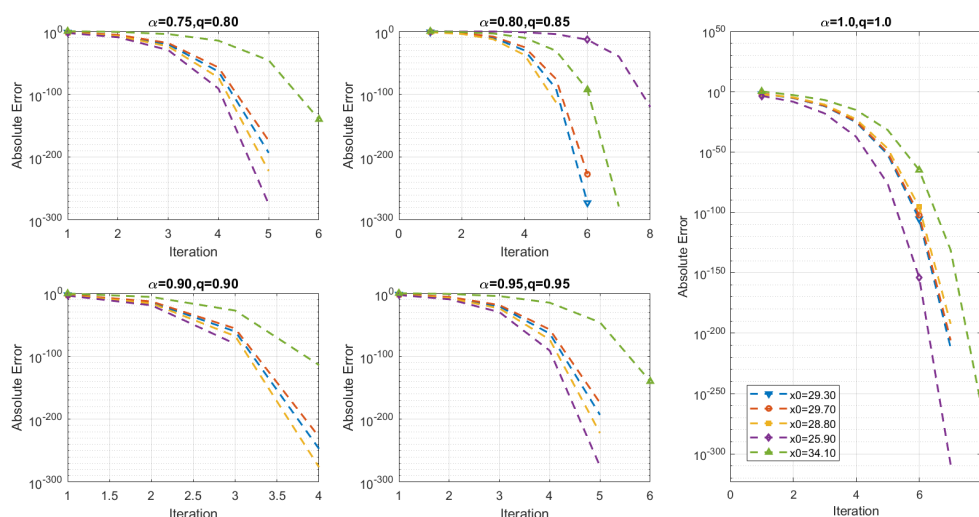 α=0.75,q=0.80
10^0
10^-100
10^-200
10^-300
Absolute Error
1 2 3 4 5 6
Iteration
α=0.80,q=0.85
10^0
10^-100
10^-200
10^-300
Absolute Error
0 2 4 6 8
Iteration
α=1.0,q=1.0
10^50
10^0
10^-50
10^-100
10^-150
10^-200
10^-250
10^-300
Absolute Error
0 2 4 6
Iteration
x0=29.30
x0=29.70
x0=28.80
x0=25.90
x0=34.10
α=0.90,q=0.90
10^0
10^-100
10^-200
10^-300
Absolute Error
1 1.5 2 2.5 3 3.5 4
Iteration
α=0.95,q=0.95
10^0
10^-100
10^-200
10^-300
Absolute Error
1 2 3 4 5 6
Iteration